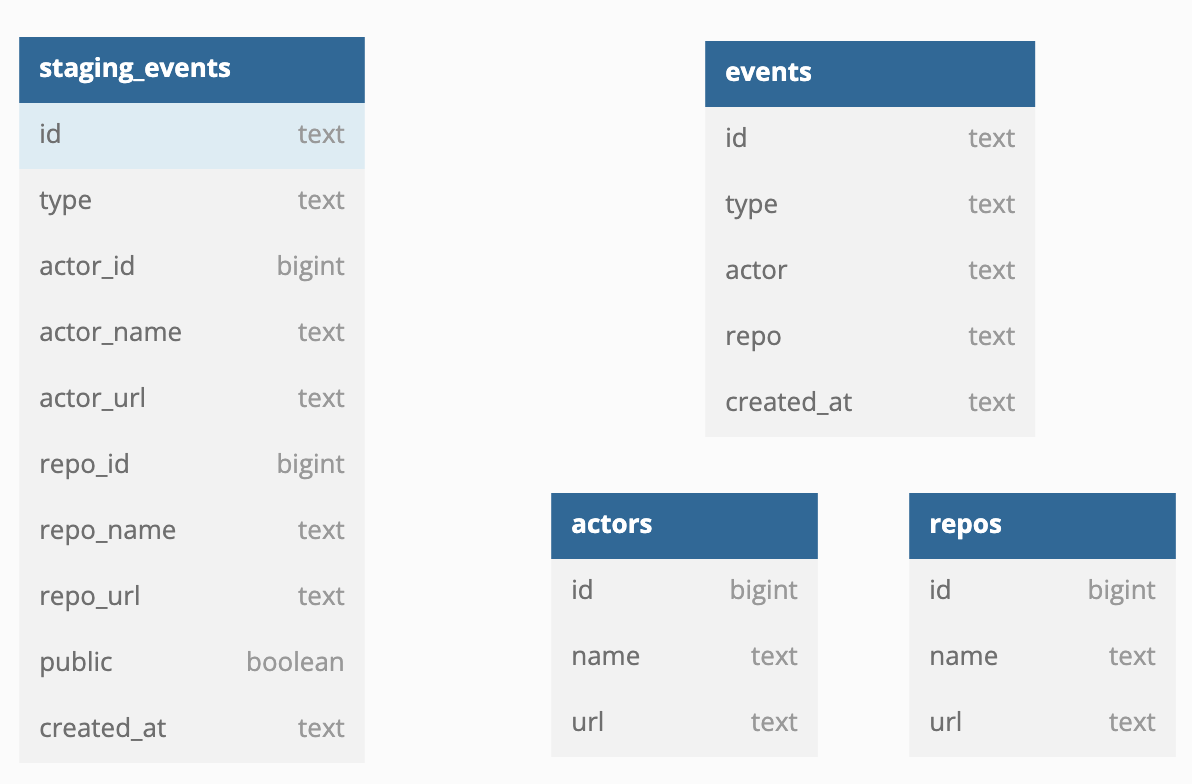 staging_events
id text
type text
actor_id bigint
actor_name text
actor_url text
repo_id bigint
repo_name text
repo_url text
public boolean
created_at text
events
id text
type text
actor text
repo text
created_at text
actors
id bigint
name text
url text
repos
id bigint
name text
url text